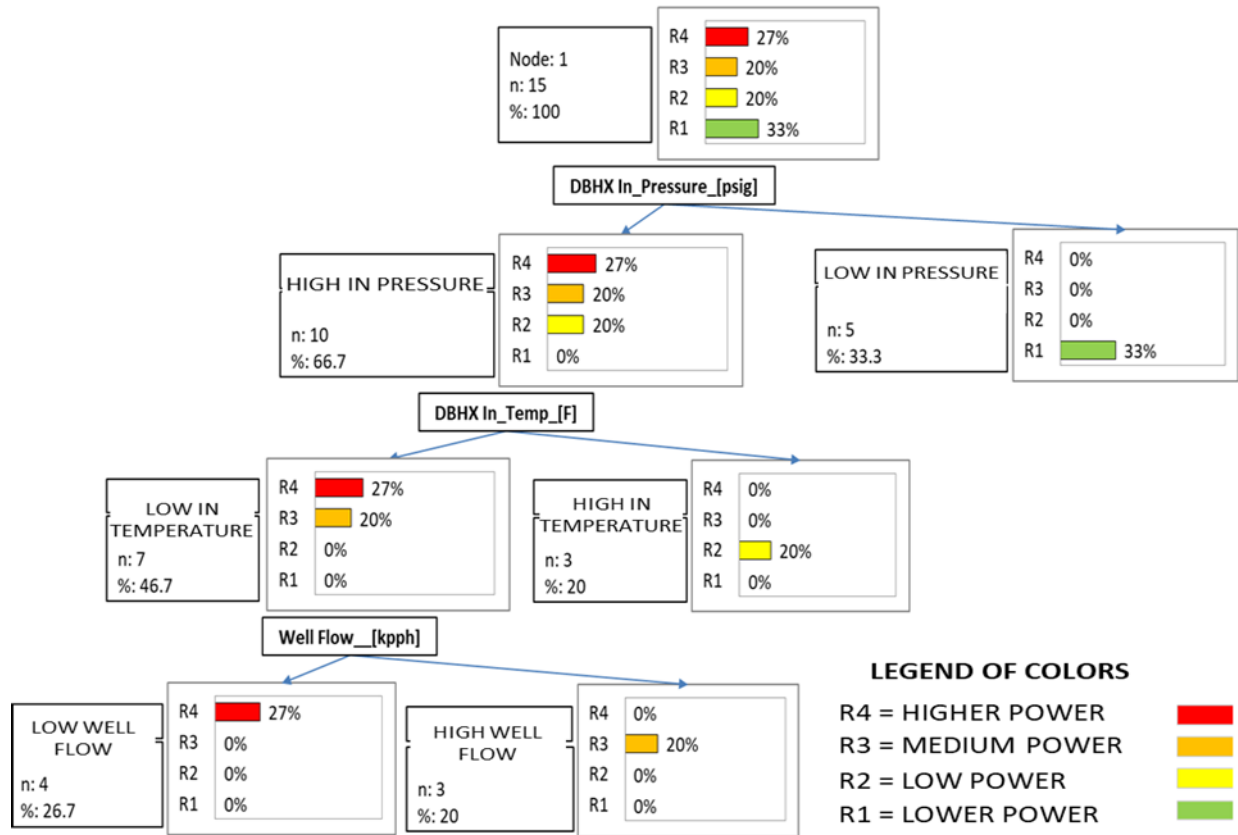 Node: 1
n: 15
%: 100
R4 27%
R3 20%
R2 20%
R1 33%
DBHX In_Pressure_[psig]
HIGH IN PRESSURE
n: 10
%: 66.7
R4 27%
R3 20%
R2 20%
R1 0%
LOW IN PRESSURE
n: 5
%: 33.3
R4 0%
R3 0%
R2 0%
R1 33%
DBHX In_Temp_[F]
LOW IN
TEMPERATURE
n: 7
%: 46.7
R4 27%
R3 20%
R2 0%
R1 0%
HIGH IN
TEMPERATURE
n: 3
%: 20
R4 0%
R3 0%
R2 20%
R1 0%
Well Flow__[kpph]
LOW WELL
FLOW
n: 4
%: 26.7
R4 27%
R3 0%
R2 0%
R1 0%
HIGH WELL
FLOW
n: 3
%: 20
R4 0%
R3 20%
R2 0%
R1 0%
LEGEND OF COLORS
R4 = HIGHER POWER
R3 = MEDIUM POWER
R2 = LOW POWER
R1 = LOWER POWER